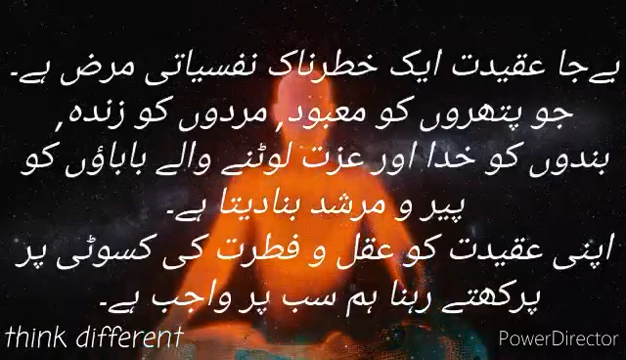 بےجا عقیدت ایک خطرناک نفسیاتی مرض ہے۔
جو پتھروں کو معبود, مردوں کو زندہ,
بندوں کو خدا اور عزت لوٹنے والے باباؤں کو
پیر و مرشد بنادیتا ہے۔
اپنی عقیدت کو عقل و فطرت کی کسوٹی پر
پرکھتے رہنا ہم سب پر واجب ہے۔
think different
PowerDirector